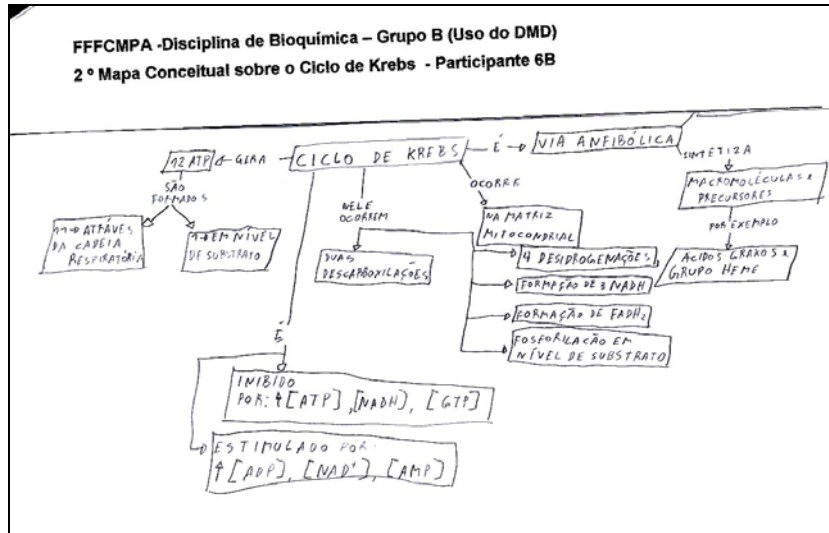 FFFCMPA -Disciplina de Bioquímica – Grupo B (Uso do DMD)
2 º Mapa Conceitual sobre o Ciclo de Krebs - Participante 6B
12 ATP
GERA
CICLO DE KREBS
É
VIA ANFIBÓLICA
SINTETIZA
MACROMOLÉCULAS
PRECURSORES
POR EXEMPLO
ÁCIDOS GRAXOS
GRUPO HEME
SÃO
FORMADOS
11 → ATRÁVES
DA CADEIA
RESPIRATÓRIA
1 → EM NÍVEL
DE SUBSTRATO
NELE
OCORREM
DUAS
DESCARBOXILAÇÕES
OCORRE
NA MATRIZ
MITOCONDRIAL
4 DESIDROGENAÇÕES
FORMAÇÃO DE 3 NADH
FORMAÇÃO DE FADH₂
FOSFORILAÇÃO EM
NÍVEL DE SUBSTRATO
É
INIBIDO
POR: ↑[ATP], [NADH], [GTP]
ESTIMULADO POR:
↑[ADP], [NAD⁺], [AMP]